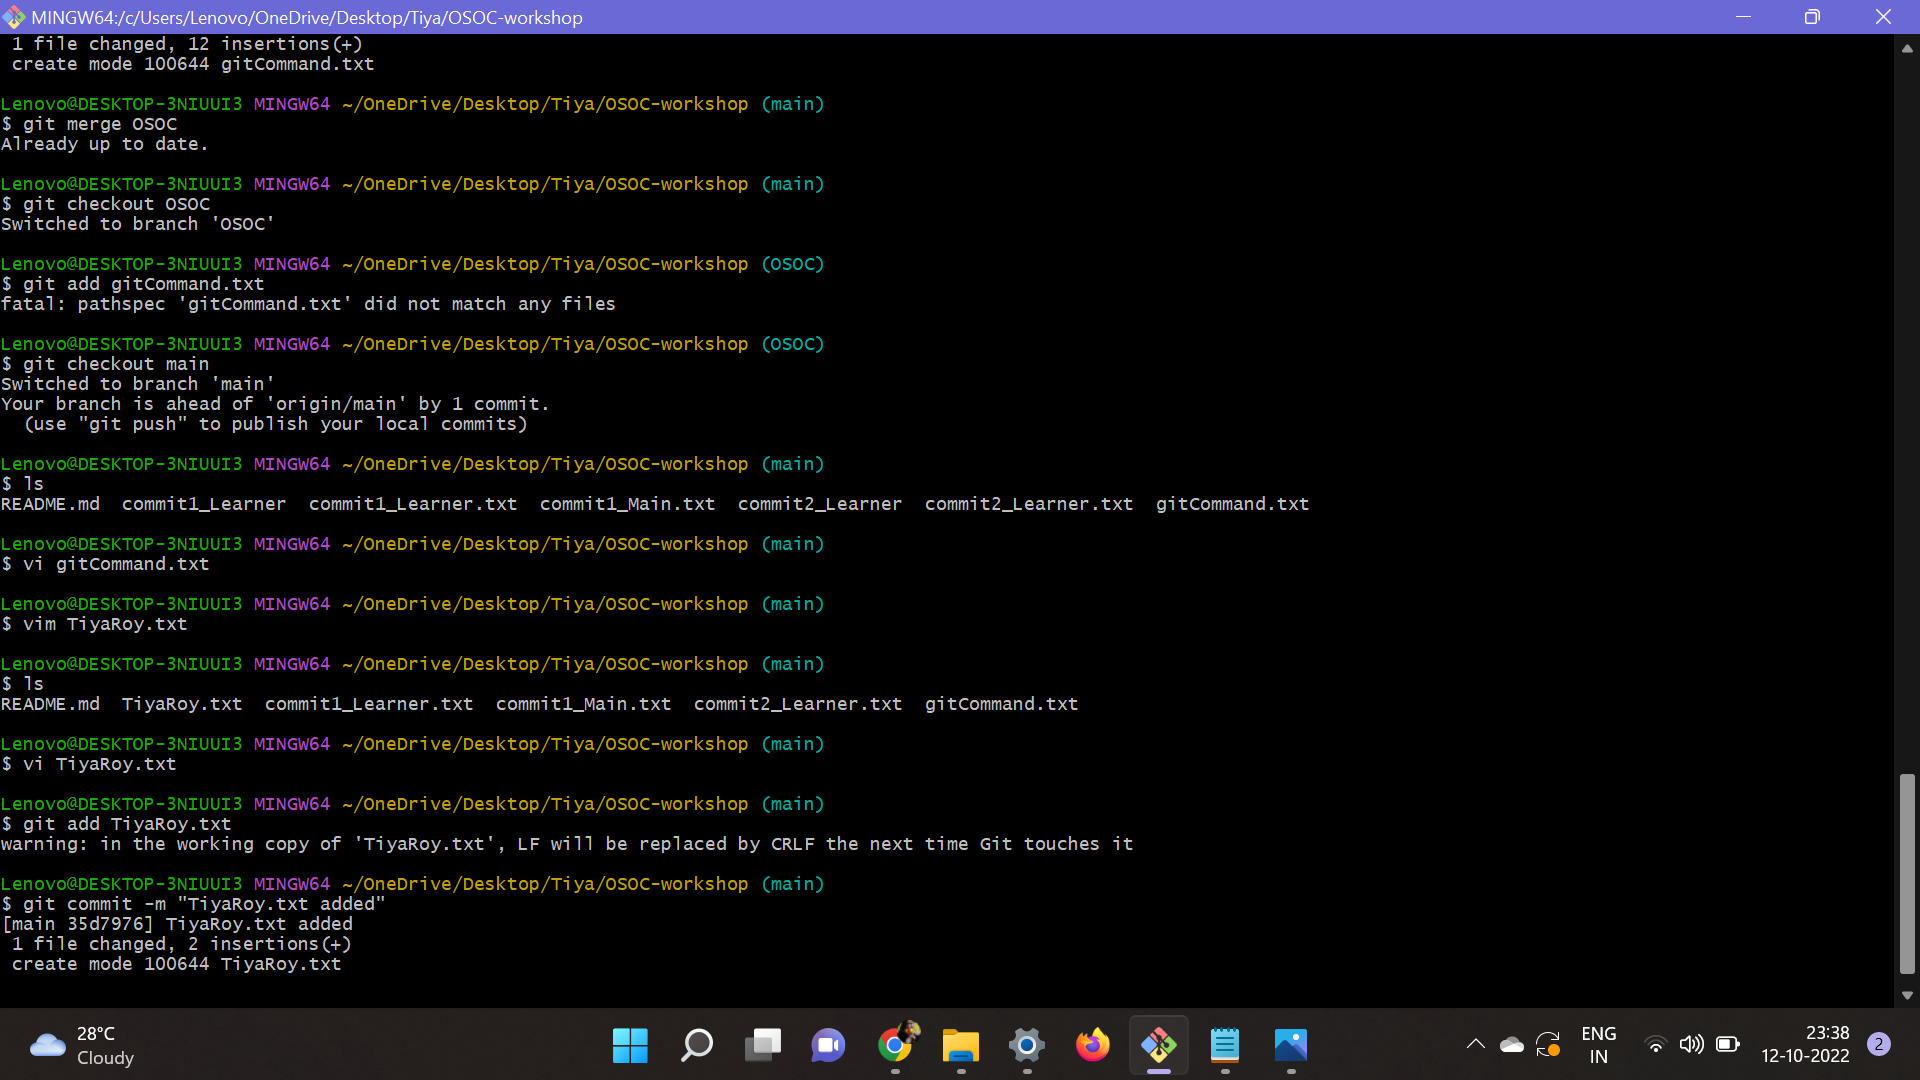 MINGW64:/c/Users/Lenovo/OneDrive/Desktop/Tiya/OSOC-workshop
1 file changed, 12 insertions(+)
create mode 100644 gitCommand.txt
Lenovo@DESKTOP-3NIUUI3 MINGW64 ~/OneDrive/Desktop/Tiya/OSOC-workshop (main)
$ git merge OSOC
Already up to date.
Lenovo@DESKTOP-3NIUUI3 MINGW64 ~/OneDrive/Desktop/Tiya/OSOC-workshop (main)
$ git checkout OSOC
Switched to branch 'OSOC'
Lenovo@DESKTOP-3NIUUI3 MINGW64 ~/OneDrive/Desktop/Tiya/OSOC-workshop (OSOC)
$ git add gitCommand.txt
fatal: pathspec 'gitCommand.txt' did not match any files
Lenovo@DESKTOP-3NIUUI3 MINGW64 ~/OneDrive/Desktop/Tiya/OSOC-workshop (OSOC)
$ git checkout main
Switched to branch 'main'
Your branch is ahead of 'origin/main' by 1 commit.
(use "git push" to publish your local commits)
Lenovo@DESKTOP-3NIUUI3 MINGW64 ~/OneDrive/Desktop/Tiya/OSOC-workshop (main)
$ ls
README.md  commit1_Learner  commit1_Learner.txt  commit1_Main.txt  commit2_Learner  commit2_Learner.txt  gitCommand.txt
Lenovo@DESKTOP-3NIUUI3 MINGW64 ~/OneDrive/Desktop/Tiya/OSOC-workshop (main)
$ vi gitCommand.txt
Lenovo@DESKTOP-3NIUUI3 MINGW64 ~/OneDrive/Desktop/Tiya/OSOC-workshop (main)
$ vim TiyaRoy.txt
Lenovo@DESKTOP-3NIUUI3 MINGW64 ~/OneDrive/Desktop/Tiya/OSOC-workshop (main)
$ ls
README.md  TiyaRoy.txt  commit1_Learner.txt  commit1_Main.txt  commit2_Learner.txt  gitCommand.txt
Lenovo@DESKTOP-3NIUUI3 MINGW64 ~/OneDrive/Desktop/Tiya/OSOC-workshop (main)
$ vi TiyaRoy.txt
Lenovo@DESKTOP-3NIUUI3 MINGW64 ~/OneDrive/Desktop/Tiya/OSOC-workshop (main)
$ git add TiyaRoy.txt
warning: in the working copy of 'TiyaRoy.txt', LF will be replaced by CRLF the next time Git touches it
Lenovo@DESKTOP-3NIUUI3 MINGW64 ~/OneDrive/Desktop/Tiya/OSOC-workshop (main)
$ git commit -m "TiyaRoy.txt added"
[main 35d7976] TiyaRoy.txt added
1 file changed, 2 insertions(+)
create mode 100644 TiyaRoy.txt
28°C
Cloudy
ENG
IN
23:38
12-10-2022
2